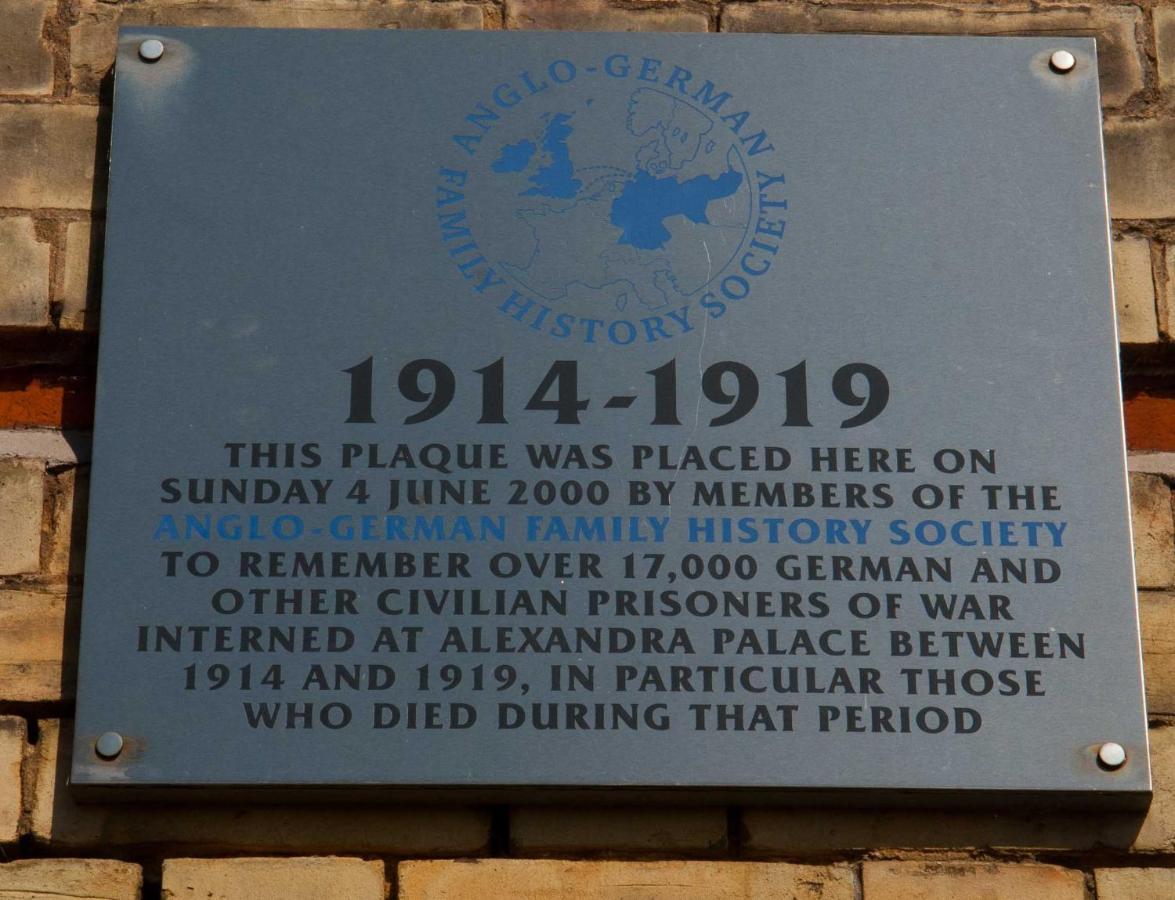 ANGLO-GERMAN
FAMILY HISTORY SOCIETY
1914-1919
THIS PLAQUE WAS PLACED HERE ON
SUNDAY 4 JUNE 2000 BY MEMBERS OF THE
ANGLO-GERMAN FAMILY HISTORY SOCIETY
TO REMEMBER OVER 17,000 GERMAN AND
OTHER CIVILIAN PRISONERS OF WAR
INTERNED AT ALEXANDRA PALACE BETWEEN
1914 AND 1919, IN PARTICULAR THOSE
WHO DIED DURING THAT PERIOD